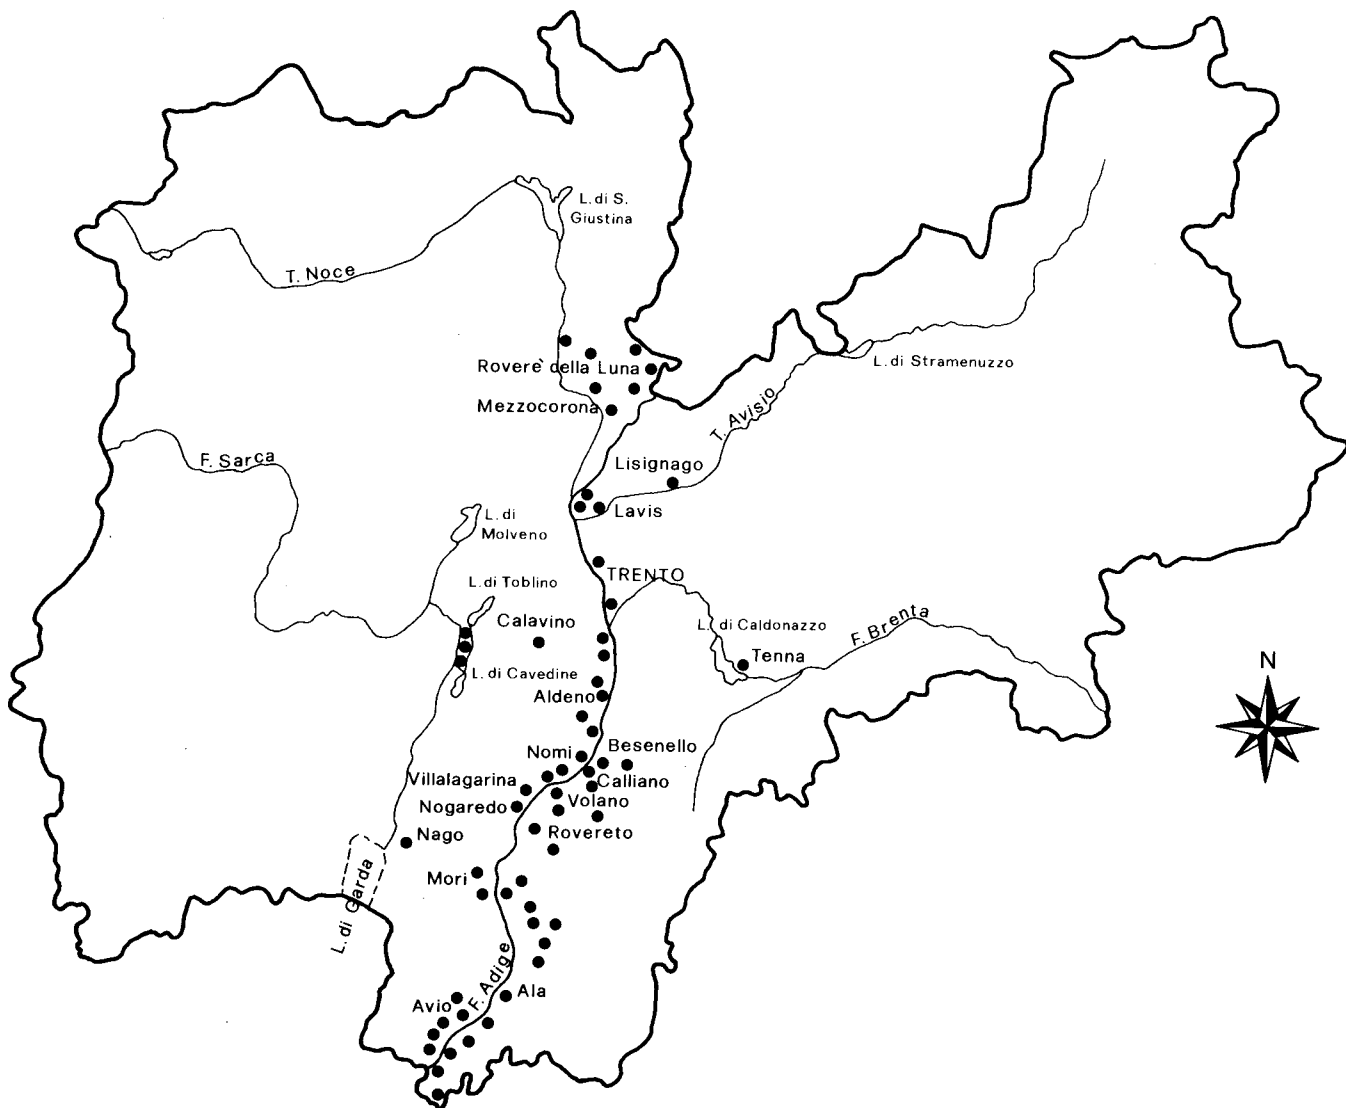 L. di S.
Giustina
T. Noce
Roverè della Luna
L. di Stramenuzzo
Mezzocorona
T. Avisio
F. Sarca
Lisignago
L. di
Molveno
Lavis
TRENTO
L. di Toblino
Calavino
L. di Caldonazzo
F. Brenta
Tenna
N
L. di Cavedine
Aldeno
Nomi
Besenello
Villalagarina
Calliano
Nogaredo
Volano
Nago
Rovereto
L. di Garda
Mori
F. Adige
Ala
Avio